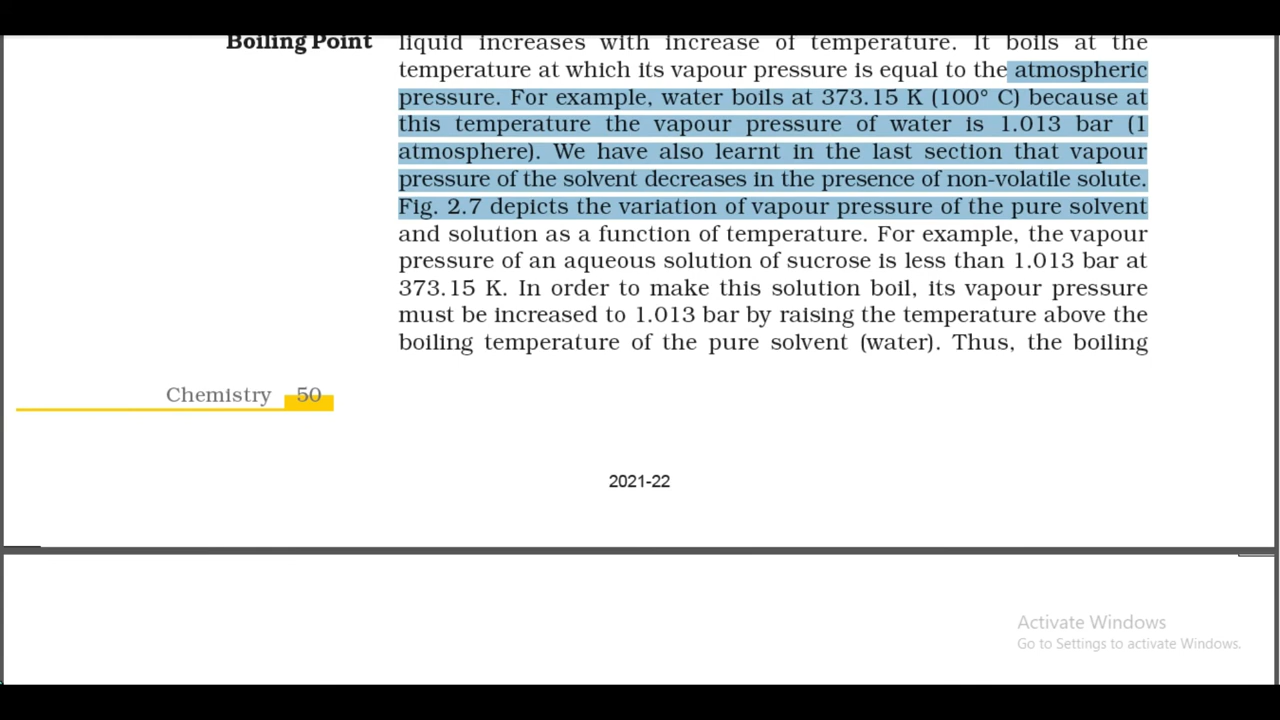 Boiling Point
liquid increases with increase of temperature. It boils at the
temperature at which its vapour pressure is equal to the atmospheric
pressure. For example, water boils at 373.15 K (100° C) because at
this temperature the vapour pressure of water is 1.013 bar (1
atmosphere). We have also learnt in the last section that vapour
pressure of the solvent decreases in the presence of non-volatile solute.
Fig. 2.7 depicts the variation of vapour pressure of the pure solvent
and solution as a function of temperature. For example, the vapour
pressure of an aqueous solution of sucrose is less than 1.013 bar at
373.15 K. In order to make this solution boil, its vapour pressure
must be increased to 1.013 bar by raising the temperature above the
boiling temperature of the pure solvent (water). Thus, the boiling
Chemistry 50
2021-22
Activate Windows
Go to Settings to activate Windows.